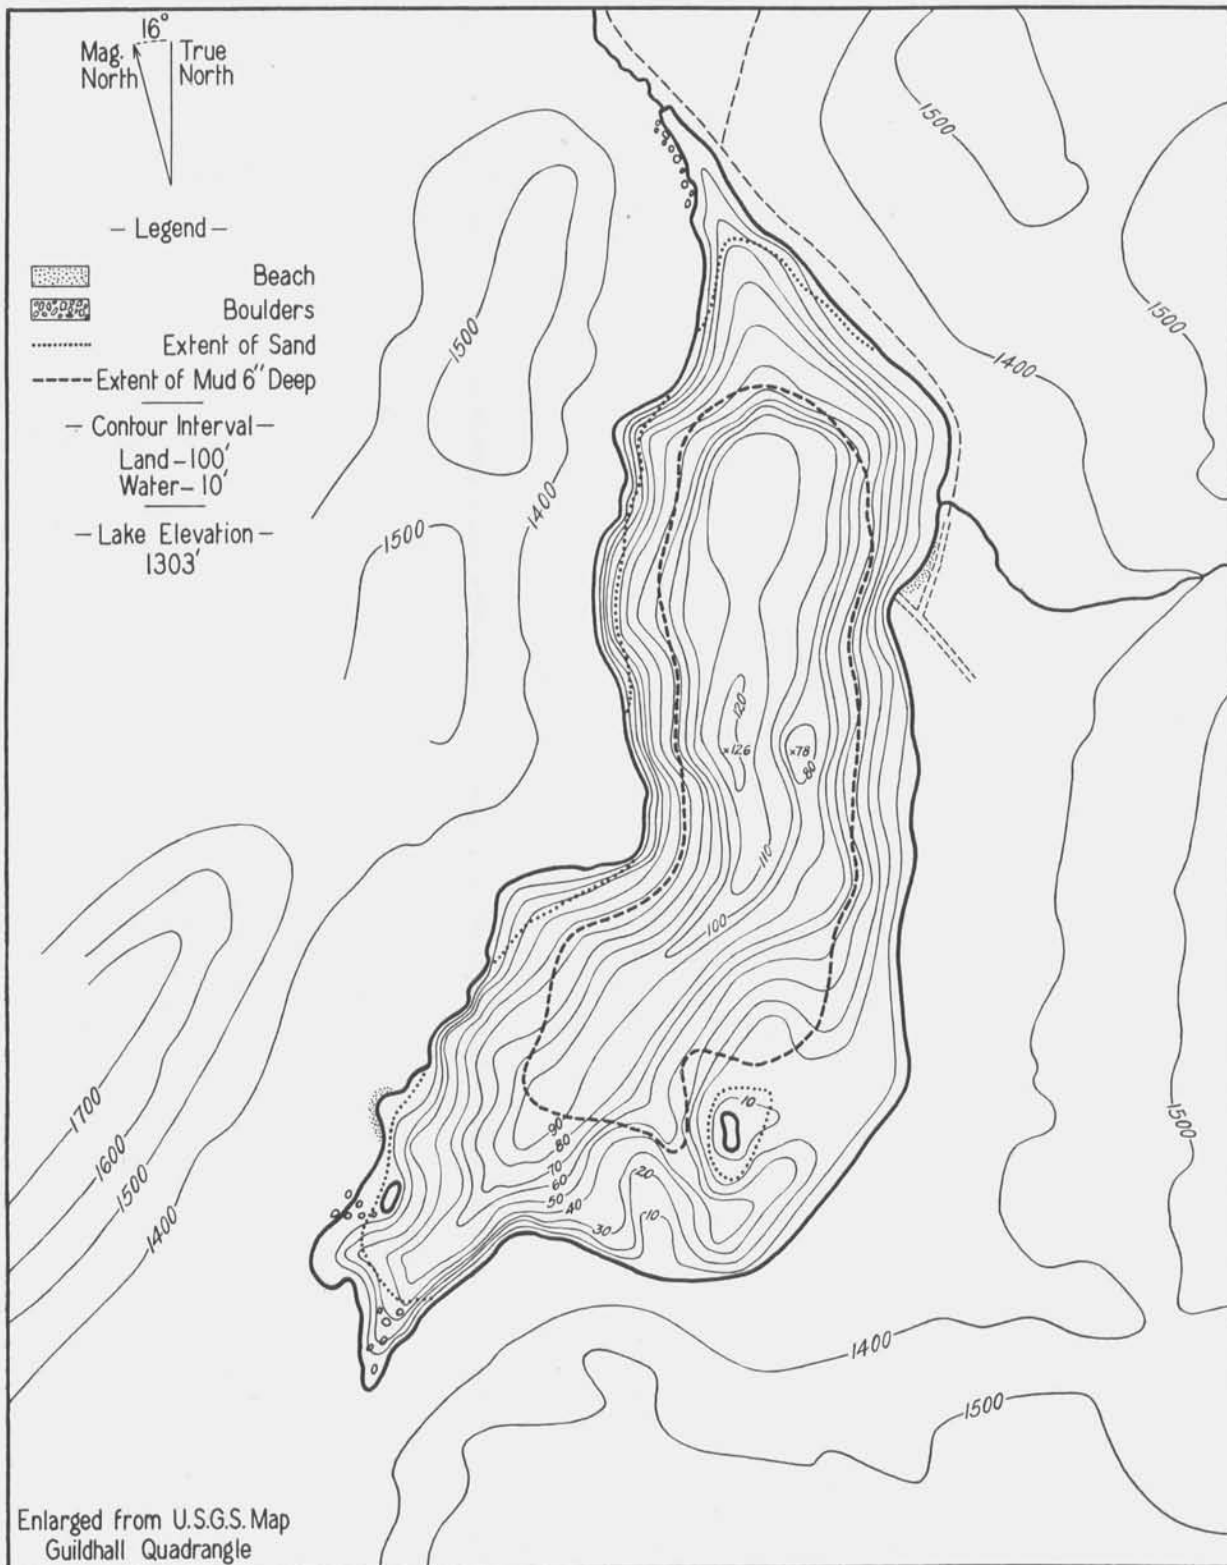 16°
Mag. North
True North
— Legend —
Beach
Boulders
Extent of Sand
Extent of Mud 6" Deep
— Contour Interval —
Land – 100'
Water – 10'
— Lake Elevation —
1303'
1500
1500
1500
1400
1500
1400
1500
120
×126
×78
80
110
100
1700
1600
1500
1400
90
80
70
60
50
40
30
20
10
10
1500
1400
1500
Enlarged from U.S.G.S. Map
Guildhall Quadrangle